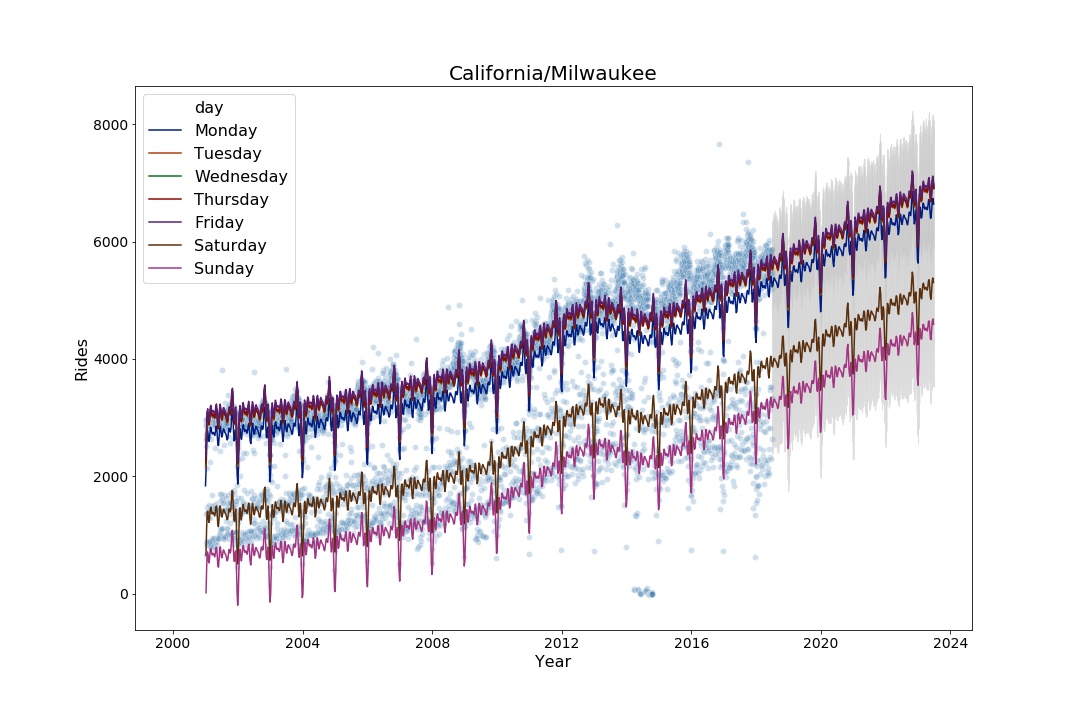 California/Milwaukee
day
Monday
Tuesday
Wednesday
Thursday
Friday
Saturday
Sunday
8000
6000
4000
2000
0
Rides
2000 2004 2008 2012 2016 2020 2024
Year